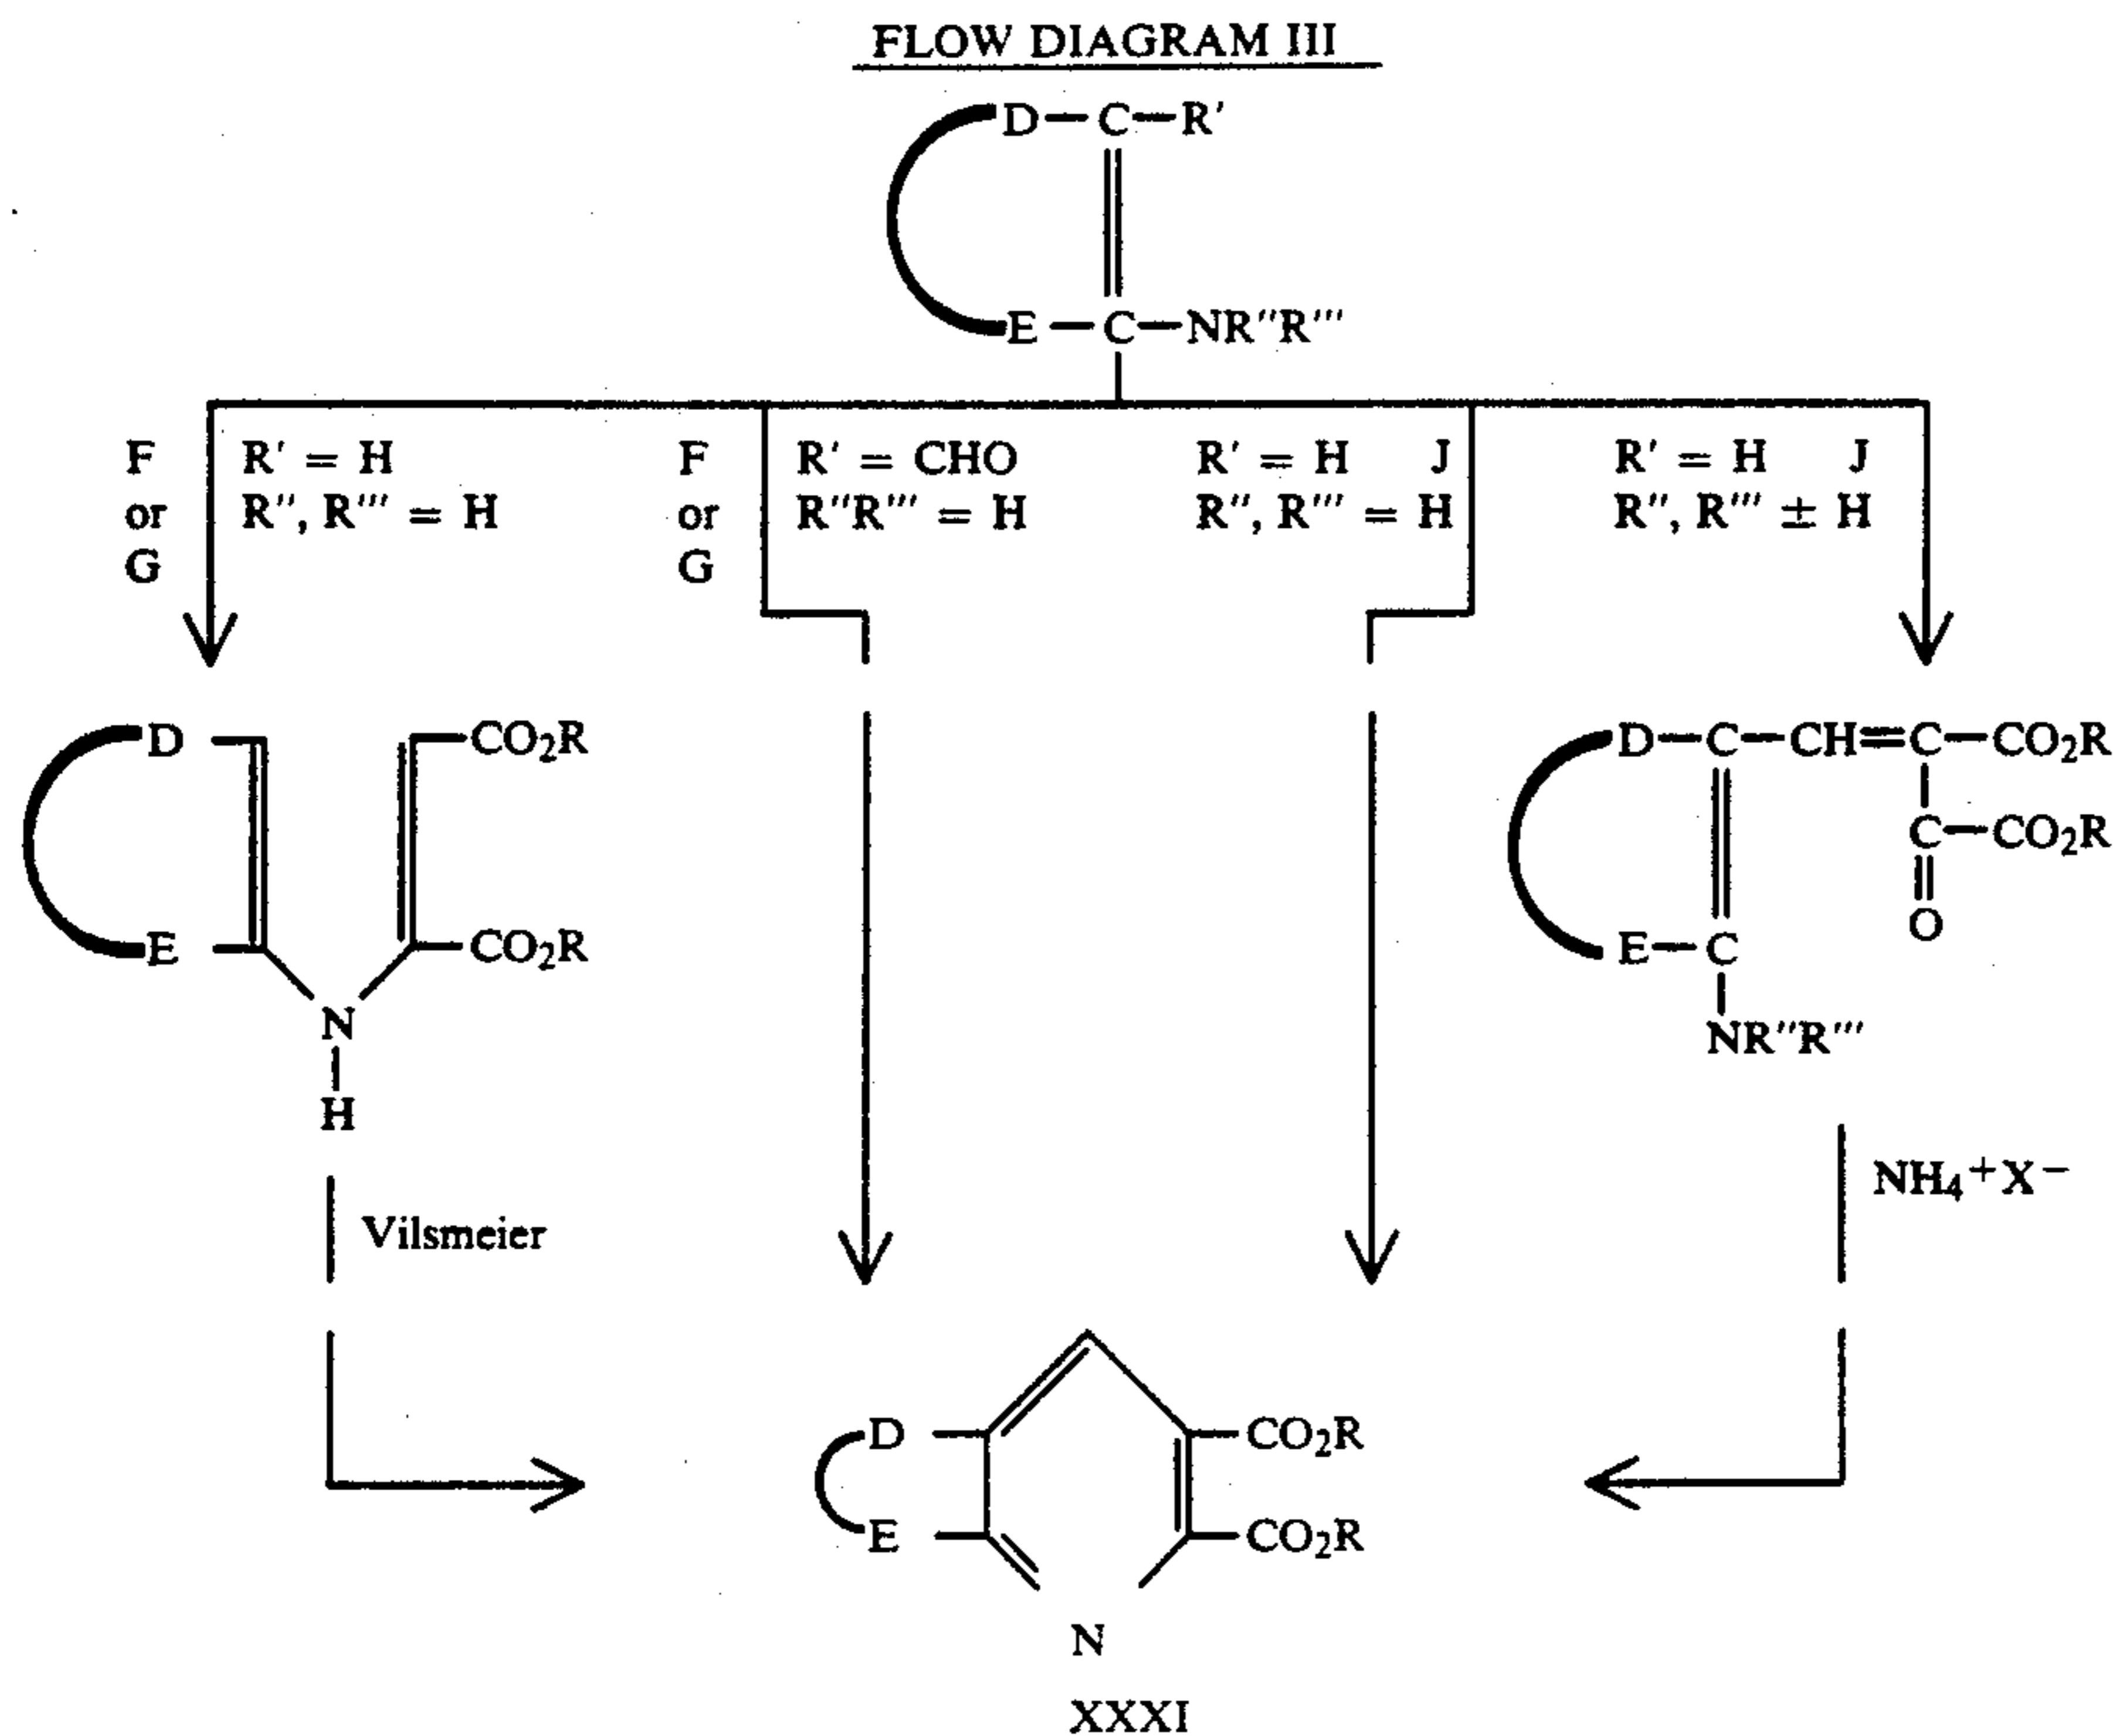 FLOW DIAGRAM III
D—C—R'
E—C—NR''R'''
F R' = H F R' = CHO R' = H J R' = H J
or R'', R''' = H or R''R''' = H R'', R''' = H R'', R''' ± H
G G
D CO₂R D—C—CH=C—CO₂R
C—CO₂R
O
E CO₂R E—C
N NR''R'''
H
NH₄⁺X⁻
Vilsmeier
D CO₂R
E CO₂R
N
XXXI